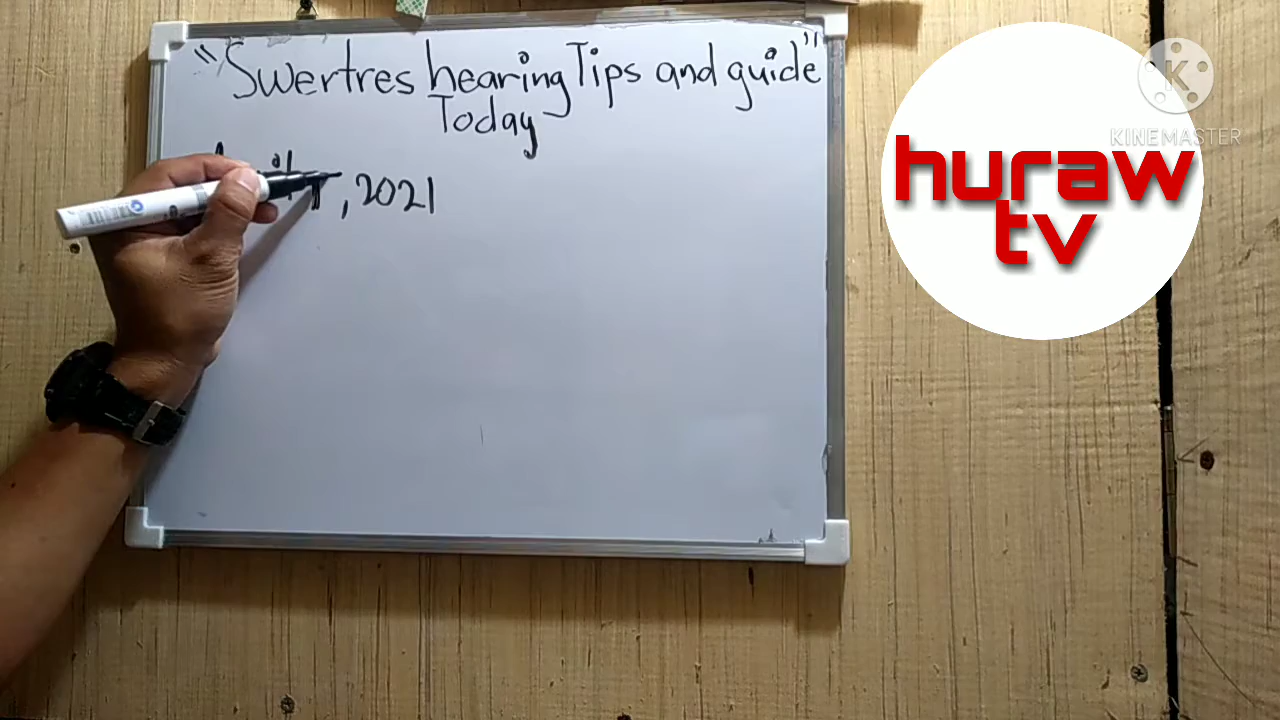 "Swertres hearing Tips and guide"
Today
, 2021
KINEMASTER
huraw
tv